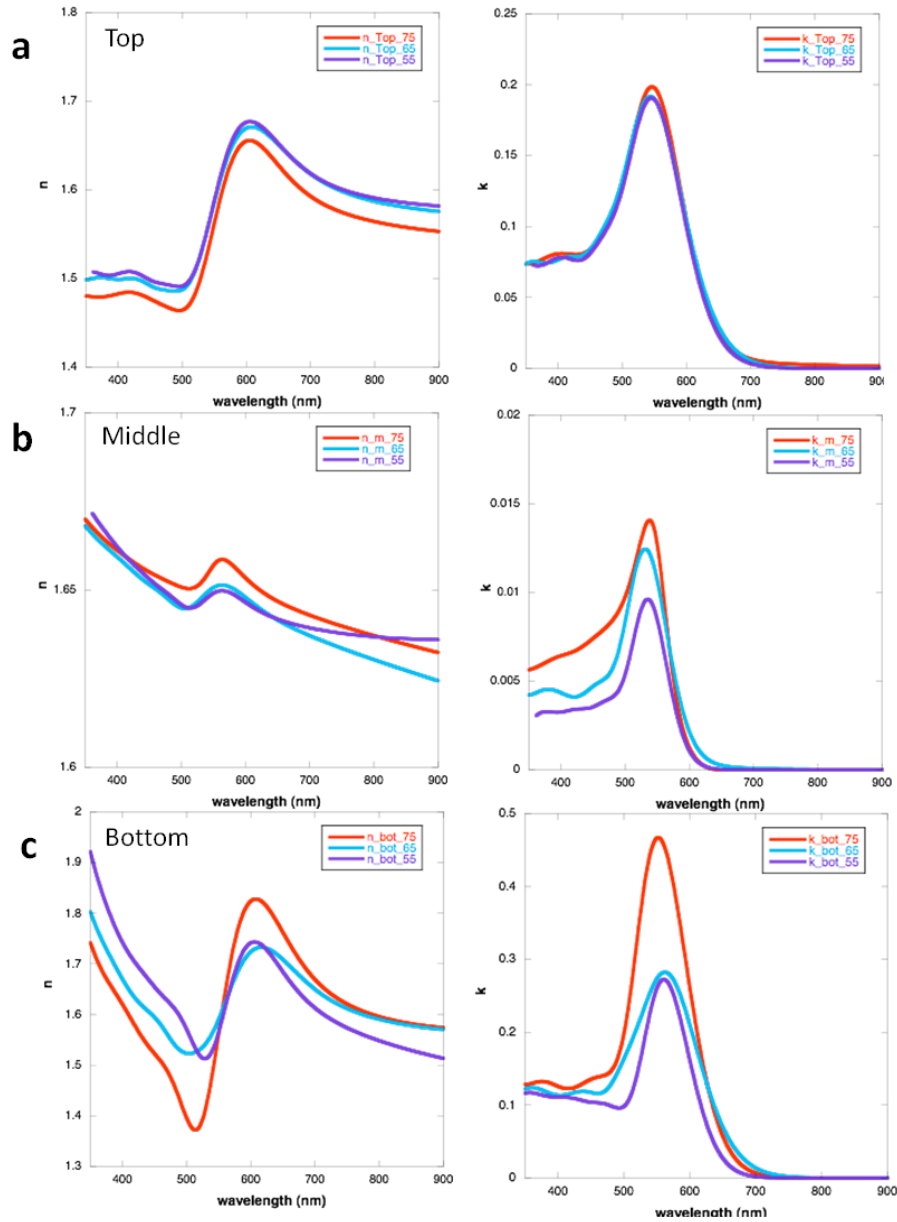 a
Top
1.8
1.7
1.6
1.5
1.4
n
n_Top_75
n_Top_65
n_Top_55
400 500 600 700 800 900
wavelength (nm)
0.25
0.2
0.15
0.1
0.05
0
k
k_Top_75
k_Top_65
k_Top_55
400 500 600 700 800 900
wavelength (nm)
b
Middle
1.7
1.65
1.6
n
n_m_75
n_m_65
n_m_55
400 500 600 700 800 900
wavelength (nm)
0.02
0.015
0.01
0.005
0
k
k_m_75
k_m_65
k_m_55
400 500 600 700 800 900
wavelength (nm)
c
Bottom
2
1.9
1.8
1.7
1.6
1.5
1.4
1.3
n
n_bot_75
n_bot_65
n_bot_55
400 500 600 700 800 900
wavelength (nm)
0.5
0.4
0.3
0.2
0.1
0
k
k_bot_75
k_bot_65
k_bot_55
400 500 600 700 800 900
wavelength (nm)